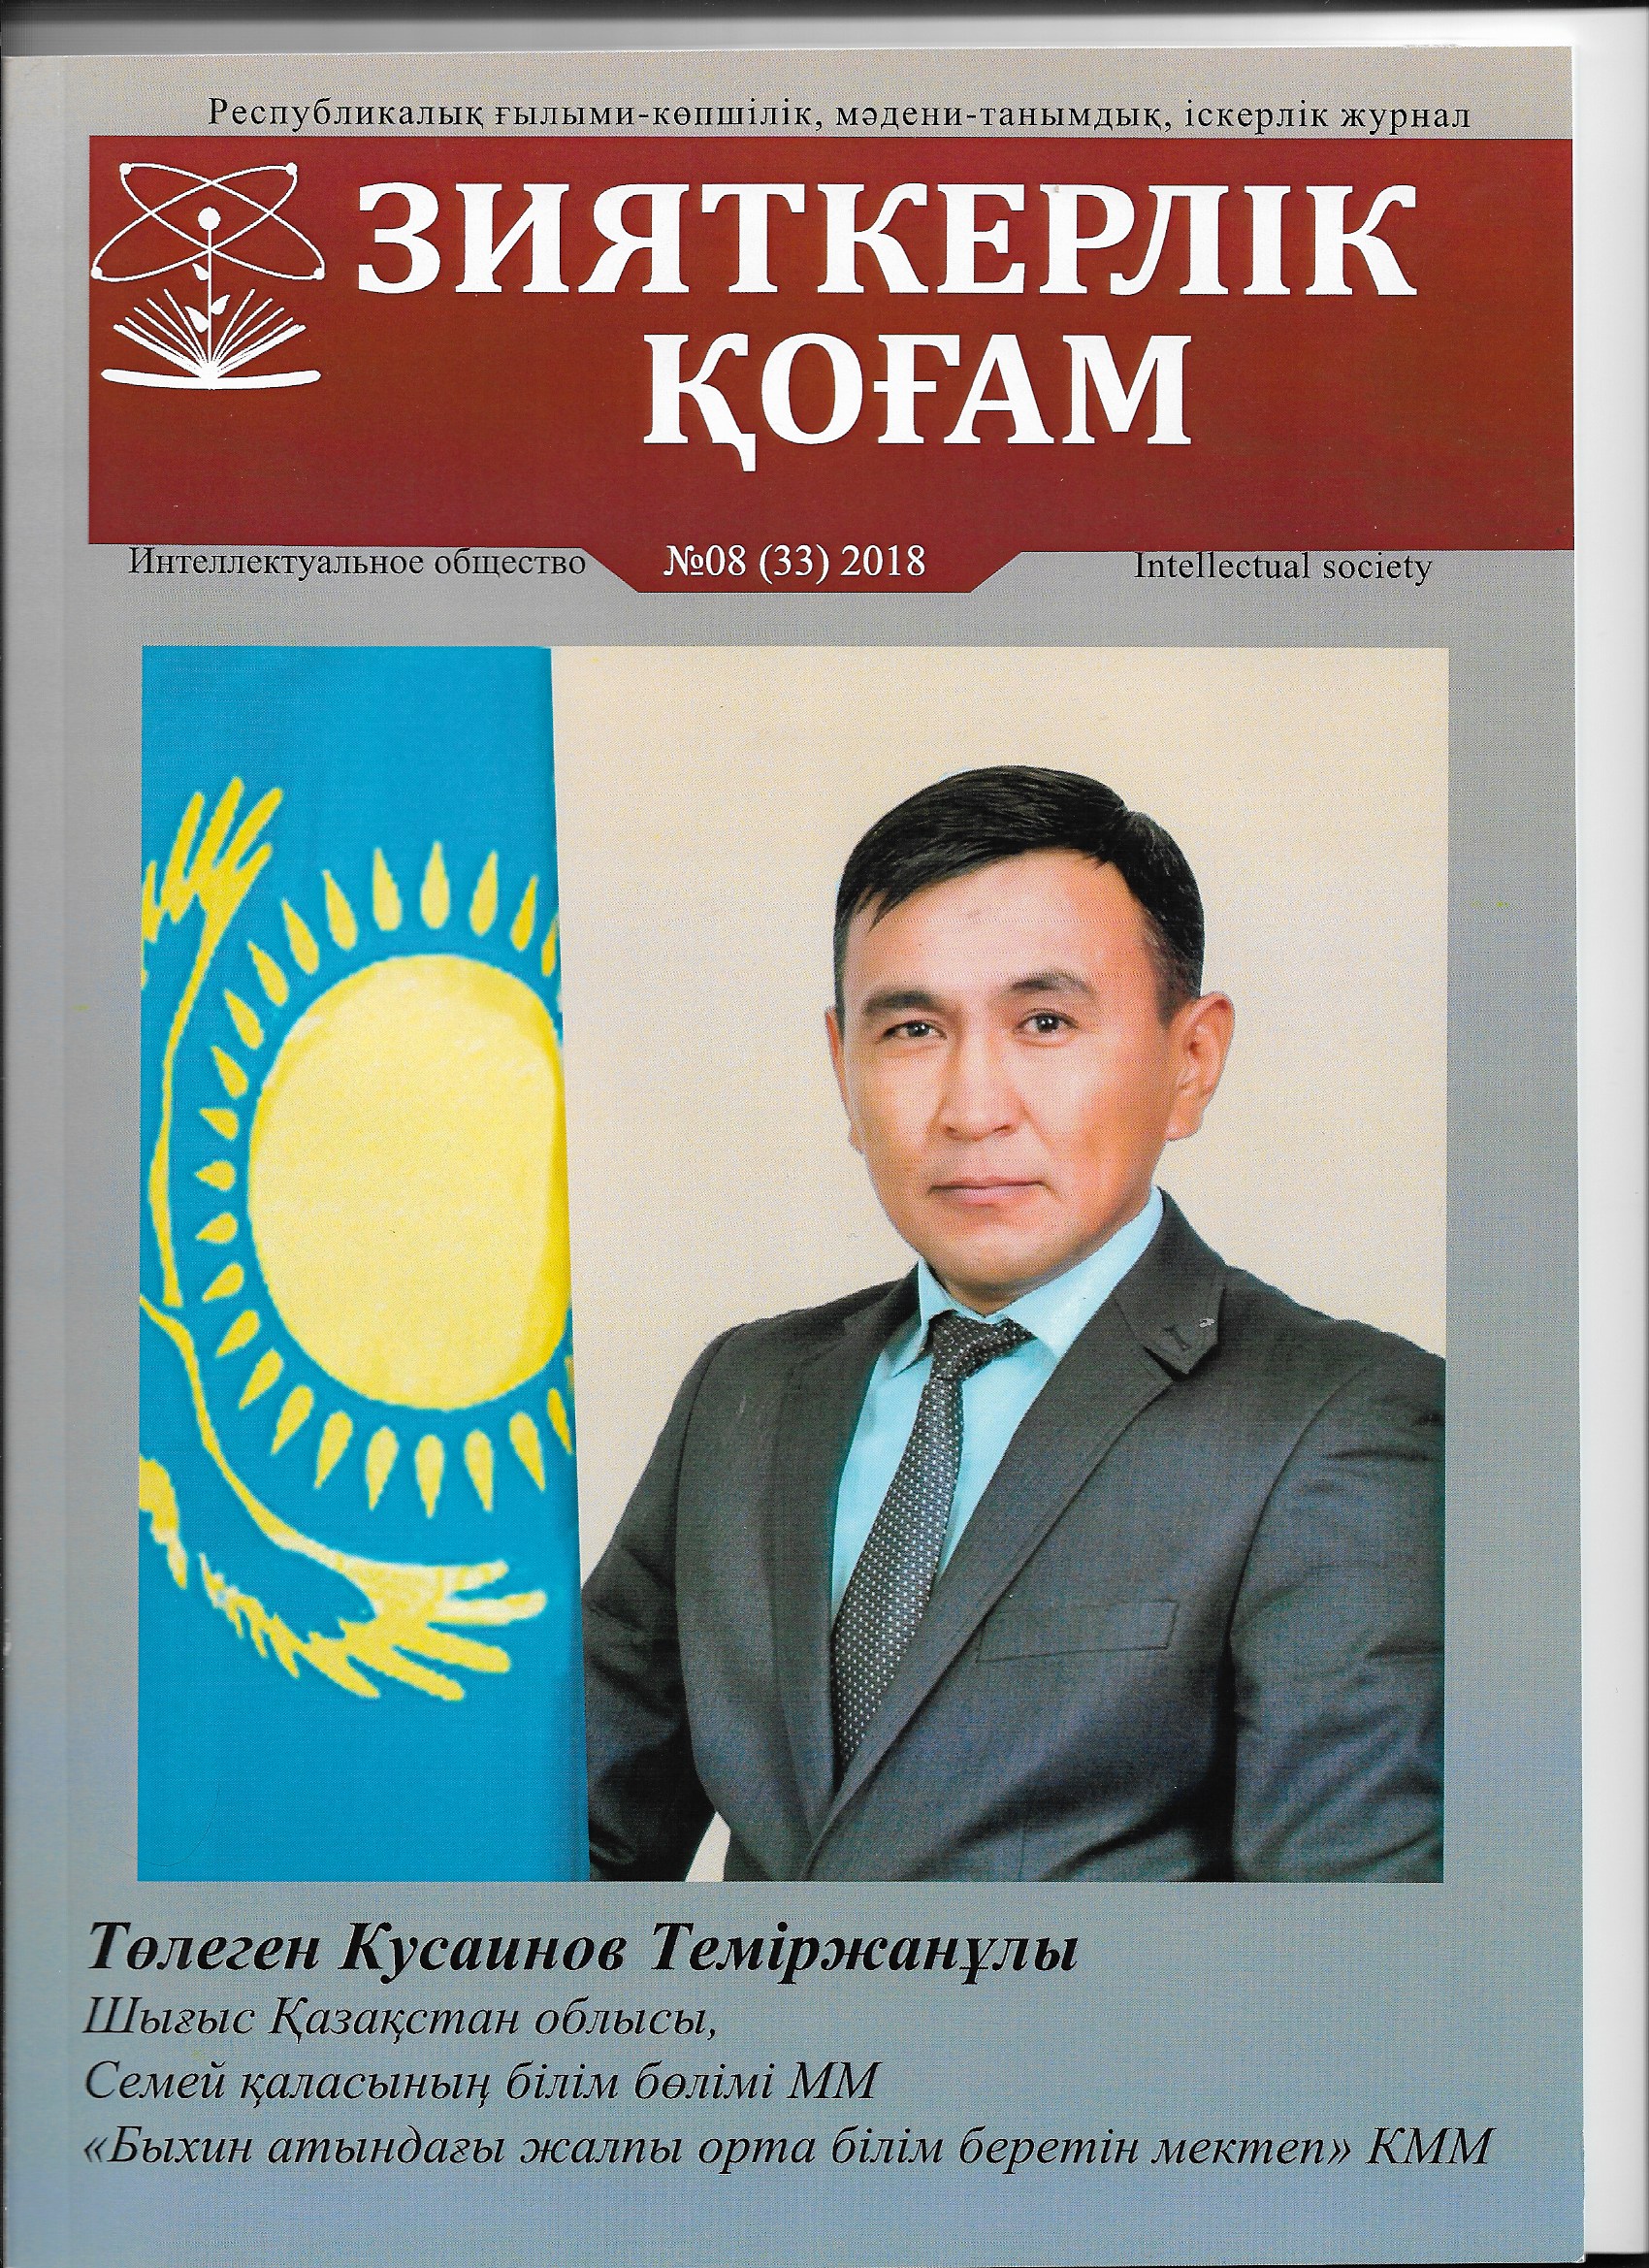 Республикалық ғылыми-көпшілік, мәдени-танымдық, іскерлік журнал
ЗИЯТКЕРЛІК
ҚОҒАМ
Интеллектуальное общество №08 (33) 2018 Intellectual society
Төлеген Кусаинов Теміржанұлы
Шығыс Қазақстан облысы,
Семей қаласының білім бөлімі ММ
«Быхин атындағы жалпы орта білім беретін мектеп» КММ